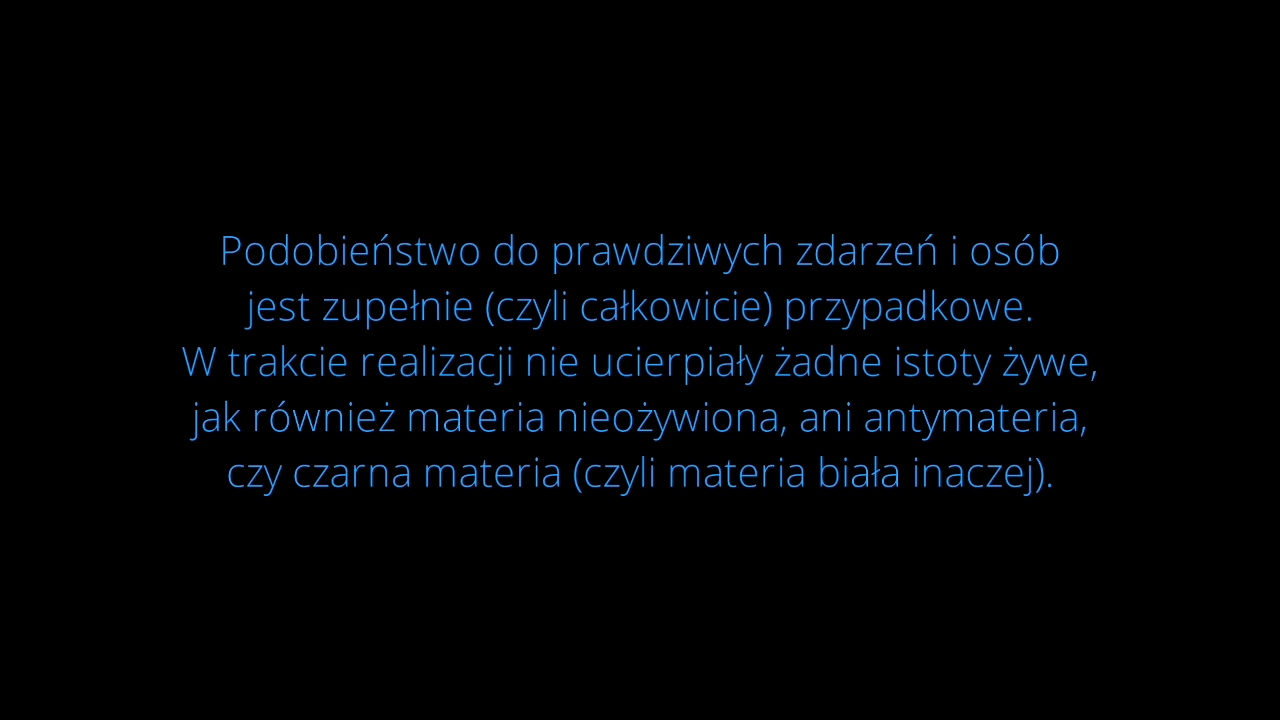 Podobieństwo do prawdziwych zdarzeń i osób
jest zupełnie (czyli całkowicie) przypadkowe.
W trakcie realizacji nie ucierpiały żadne istoty żywe,
jak również materia nieożywiona, ani antymateria,
czy czarna materia (czyli materia biała inaczej).